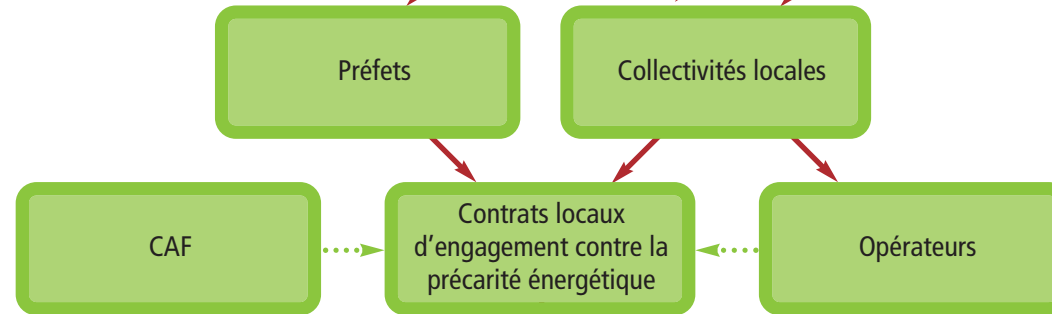 Préfets
Collectivités locales
CAF
Contrats locaux
d'engagement contre la
précarité énergétique
Opérateurs